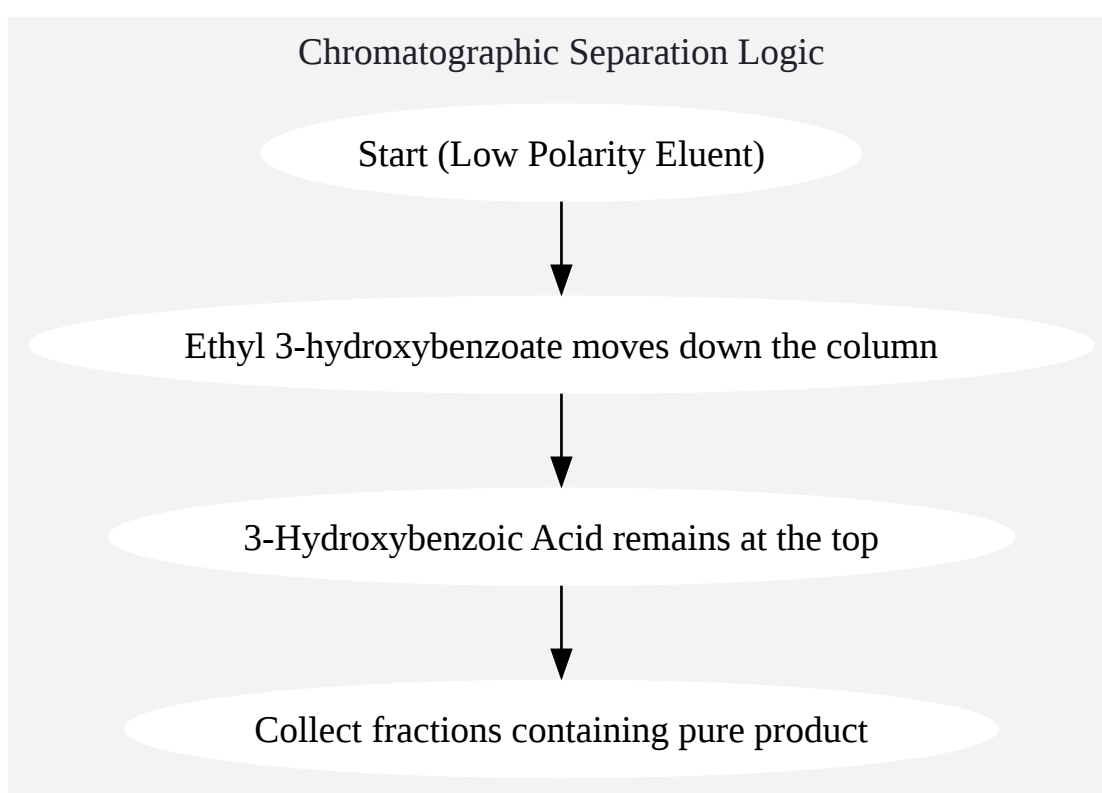 Chromatographic Separation Logic
Start (Low Polarity Eluent)
Ethyl 3-hydroxybenzoate moves down the column
3-Hydroxybenzoic Acid remains at the top
Collect fractions containing pure product